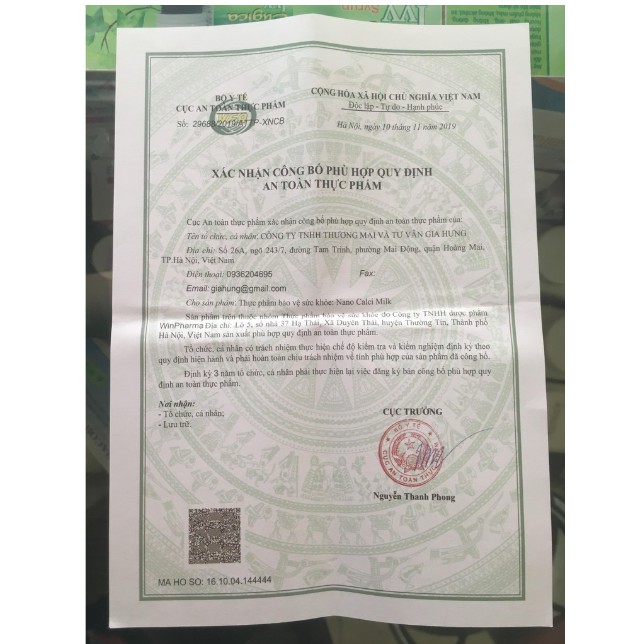 BỘ Y TẾ
CỤC AN TOÀN THỰC PHẨM
Số: 29688/2019/ATTP-XNCB
CỘNG HÒA XÃ HỘI CHỦ NGHĨA VIỆT NAM
Độc lập - Tự do - Hạnh phúc
Hà Nội, ngày 10 tháng 11 năm 2019
XÁC NHẬN CÔNG BỐ PHÙ HỢP QUY ĐỊNH
AN TOÀN THỰC PHẨM
Cục An toàn thực phẩm xác nhận công bố phù hợp quy định an toàn thực phẩm của:
Tên tổ chức, cá nhân: CÔNG TY TNHH THƯƠNG MẠI VÀ TƯ VẤN GIA HƯNG
Địa chỉ: Số 26A, ngõ 243/7, đường Tam Trinh, phường Mai Động, quận Hoàng Mai,
TP.Hà Nội, Việt Nam
Điện thoại: 0936204695 Fax:
Email: giahung@gmail.com
Cho sản phẩm: Thực phẩm bảo vệ sức khỏe: Nano Calci Milk
Sản phẩm trên thuộc nhóm Thực phẩm bảo vệ sức khỏe do Công ty TNHH dược phẩm
WinPharma Địa chỉ: Lô 5, số nhà 37 Hạ Thái, Xã Duyên Thái, huyện Thường Tín, Thành phố
Hà Nội, Việt Nam sản xuất phù hợp quy định an toàn thực phẩm.
Tổ chức, cá nhân có trách nhiệm thực hiện chế độ kiểm tra và kiểm nghiệm định kỳ theo
quy định hiện hành và phải hoàn toàn chịu trách nhiệm về tính phù hợp của sản phẩm đã công bố.
Định kỳ 3 năm tổ chức, cá nhân phải thực hiện lại việc đăng ký bản công bố phù hợp quy
định an toàn thực phẩm.
Nơi nhận:
- Tổ chức, cá nhân;
- Lưu trữ.
CỤC TRƯỞNG
BỘ Y TẾ
CỤC AN TOÀN THỰC
Nguyễn Thanh Phong
MA HO SO: 16.10.04.144444